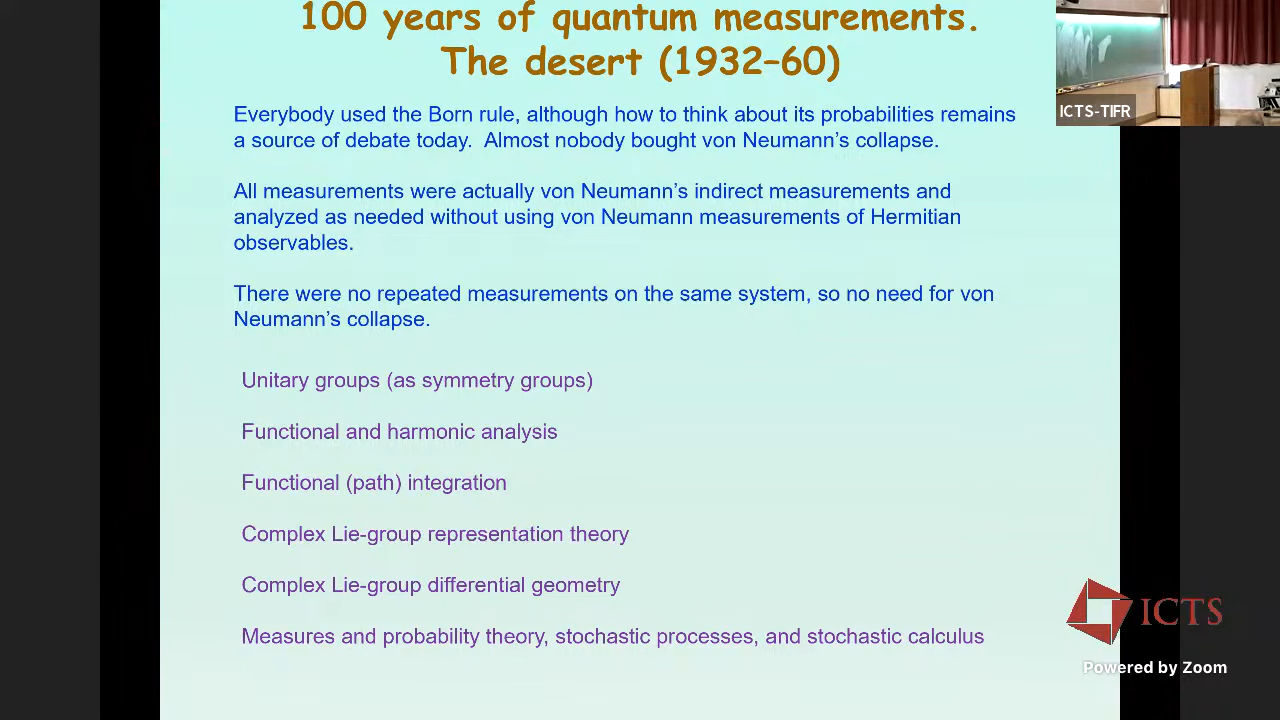 100 years of quantum measurements.
The desert (1932–60)
ICTS-TIFR
Everybody used the Born rule, although how to think about its probabilities remains
a source of debate today.  Almost nobody bought von Neumann's collapse.
All measurements were actually von Neumann's indirect measurements and
analyzed as needed without using von Neumann measurements of Hermitian
observables.
There were no repeated measurements on the same system, so no need for von
Neumann's collapse.
Unitary groups (as symmetry groups)
Functional and harmonic analysis
Functional (path) integration
Complex Lie-group representation theory
Complex Lie-group differential geometry
Measures and probability theory, stochastic processes, and stochastic calculus
ICTS
Powered by Zoom